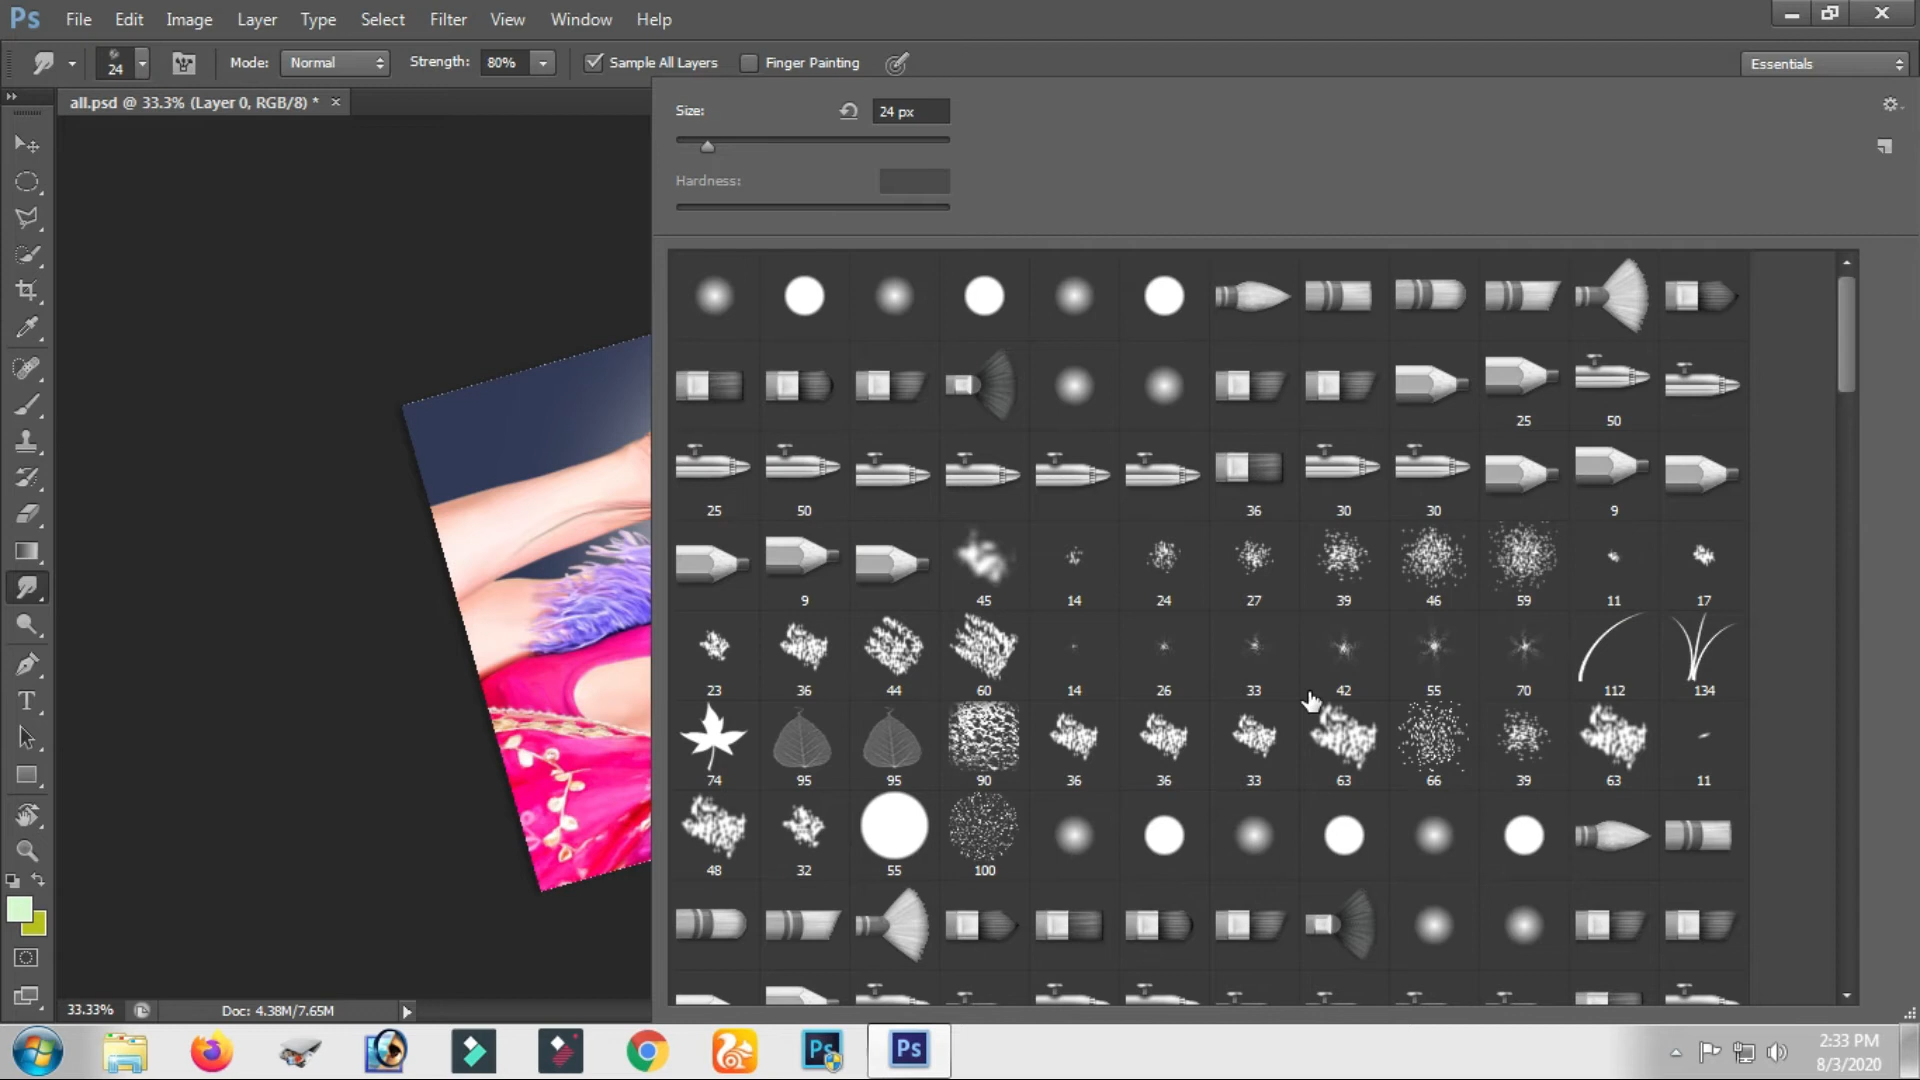 Ps File Edit Image Layer Type Select Filter View Window Help
24 Mode: Normal Strength: 80% Sample All Layers Finger Painting Essentials
all.psd @ 33.3% (Layer 0, RGB/8) * ×
Size: 24 px
Hardness:
25 50
25 50 36 30 30 9
9 45 14 24 27 39 46 59 11 17
23 36 44 60 14 26 33 42 55 70 112 134
74 95 95 90 36 36 33 63 66 39 63 11
48 32 55 100
T
33.33% Doc: 4.38M/7.65M
Ps Ps
2:33 PM
8/3/2020